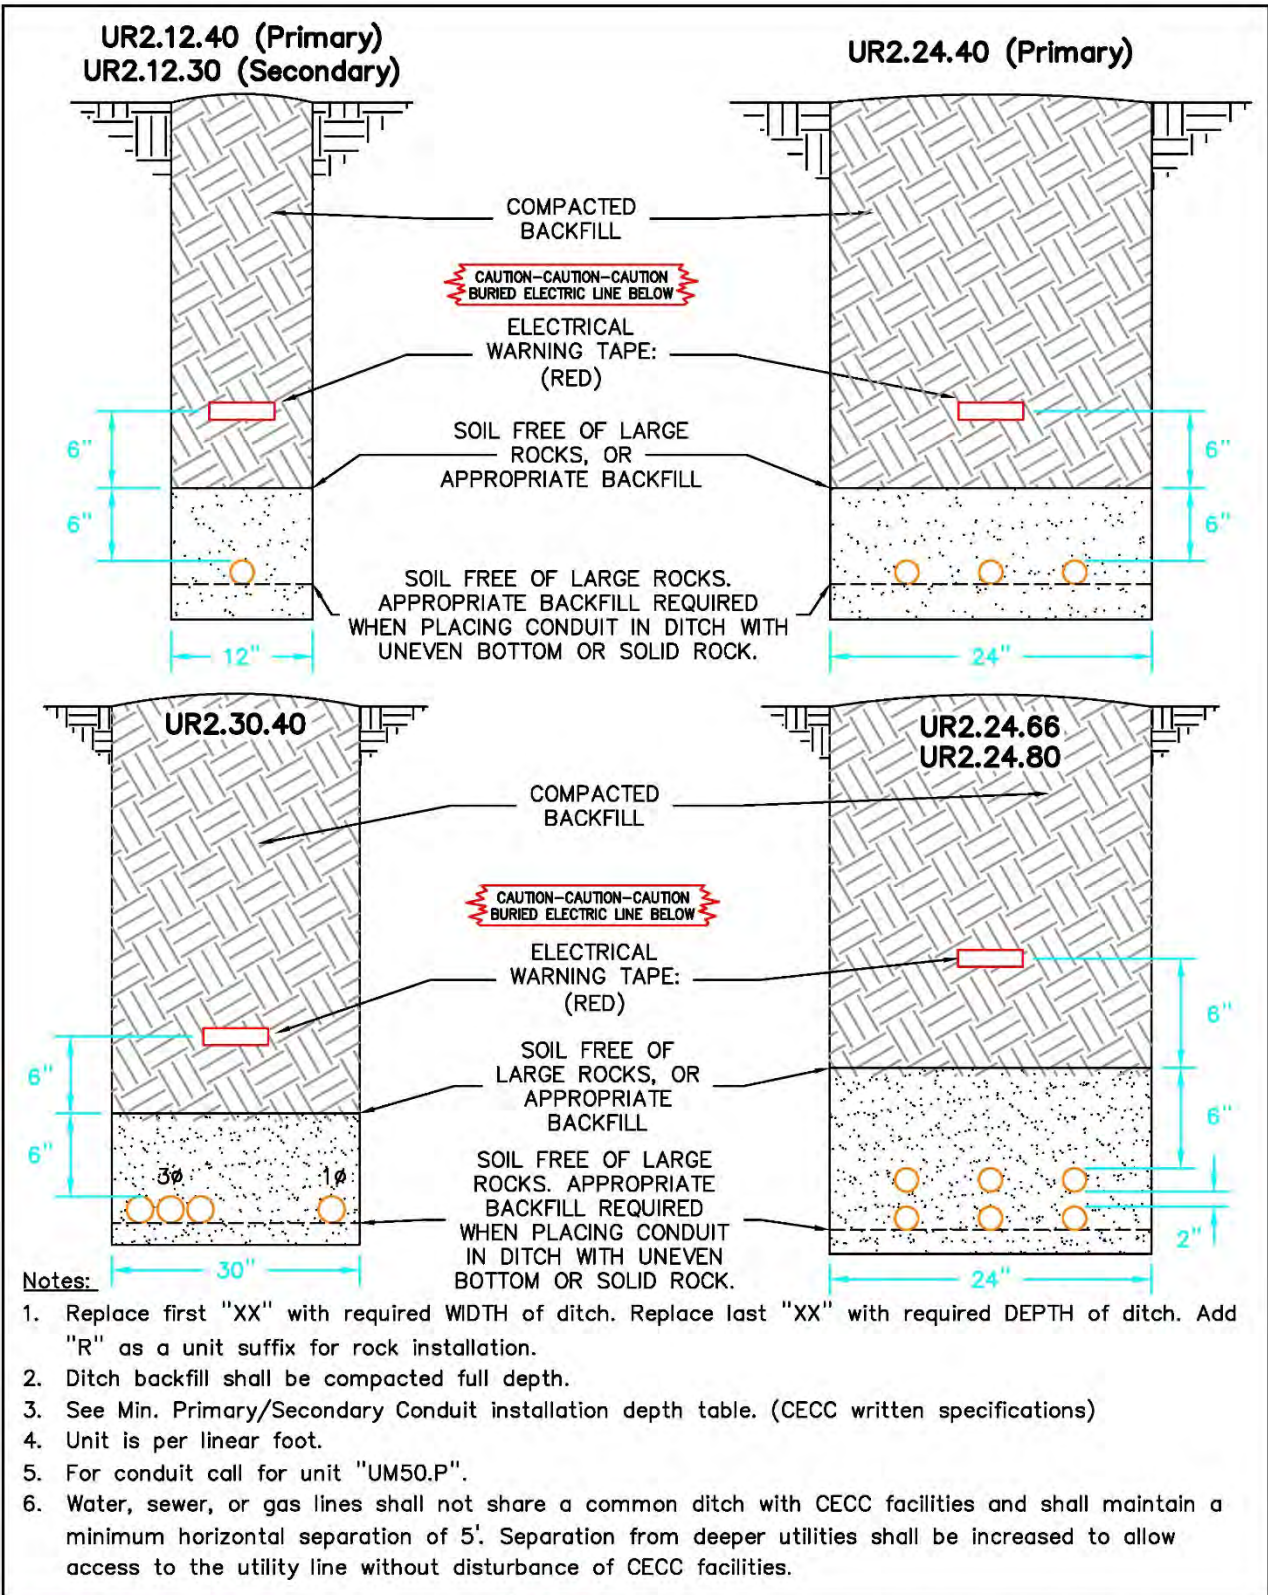 UR2.12.40 (Primary)
UR2.12.30 (Secondary)
UR2.24.40 (Primary)
COMPACTED
BACKFILL
CAUTION-CAUTION-CAUTION
BURIED ELECTRIC LINE BELOW
ELECTRICAL
WARNING TAPE:
(RED)
6"
6"
SOIL FREE OF LARGE
ROCKS, OR
APPROPRIATE BACKFILL
6"
6"
SOIL FREE OF LARGE ROCKS.
APPROPRIATE BACKFILL REQUIRED
WHEN PLACING CONDUIT IN DITCH WITH
UNEVEN BOTTOM OR SOLID ROCK.
12"
24"
UR2.30.40
UR2.24.66
UR2.24.80
COMPACTED
BACKFILL
CAUTION-CAUTION-CAUTION
BURIED ELECTRIC LINE BELOW
ELECTRICAL
WARNING TAPE:
(RED)
6"
6"
SOIL FREE OF
LARGE ROCKS, OR
APPROPRIATE
BACKFILL
6"
6"
3ø
1ø
SOIL FREE OF LARGE
ROCKS. APPROPRIATE
BACKFILL REQUIRED
WHEN PLACING CONDUIT
IN DITCH WITH UNEVEN
BOTTOM OR SOLID ROCK.
2"
30"
24"
Notes:
1. Replace first "XX" with required WIDTH of ditch. Replace last "XX" with required DEPTH of ditch. Add
"R" as a unit suffix for rock installation.
2. Ditch backfill shall be compacted full depth.
3. See Min. Primary/Secondary Conduit installation depth table. (CECC written specifications)
4. Unit is per linear foot.
5. For conduit call for unit "UM50.P".
6. Water, sewer, or gas lines shall not share a common ditch with CECC facilities and shall maintain a
minimum horizontal separation of 5'. Separation from deeper utilities shall be increased to allow
access to the utility line without disturbance of CECC facilities.